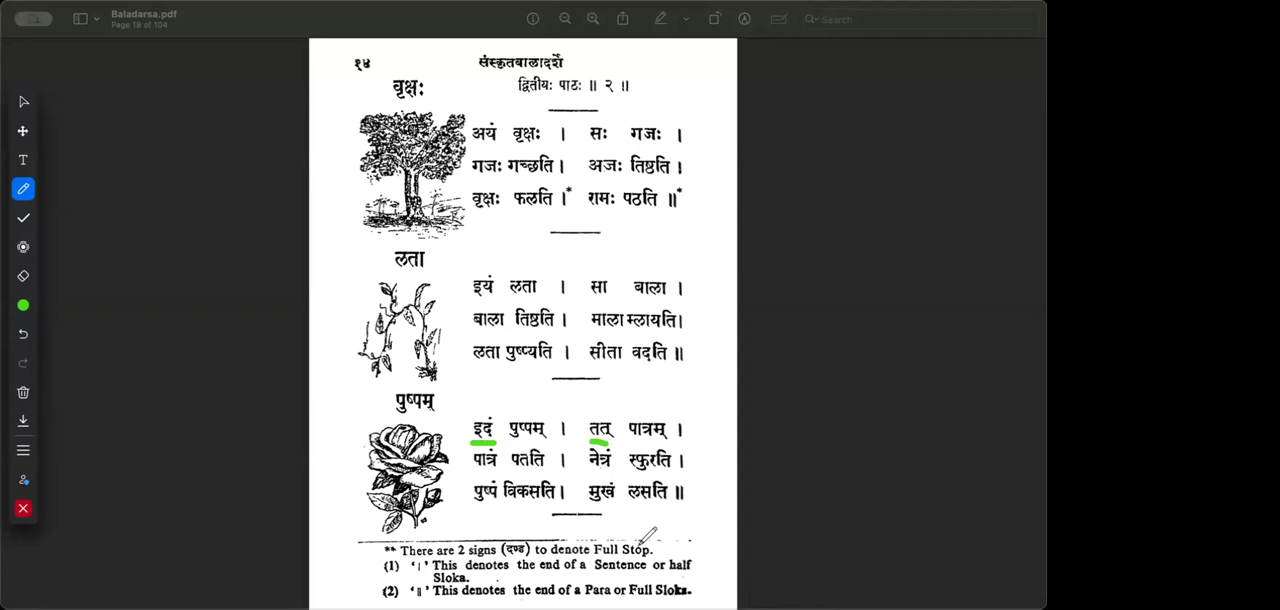 Baladarsa.pdf
Page 18 of 104
Search
१४ संस्कृतबालादर्शे
वृक्षः द्वितीयः पाठः ॥ २ ॥
अयं वृक्षः । सः गजः ।
गजः गच्छति । अजः तिष्ठति ।
वृक्षः फलति ।* रामः पठति ॥*
लता
इयं लता । सा बाला ।
बाला तिष्ठति । माला म्लायति।
लता पुष्प्यति । सीता वदति ॥
पुष्पम्
इदं पुष्पम् । तत् पात्रम् ।
पात्रं पतति । नेत्रं स्फुरति ।
पुष्पं विकसति । मुखं लसति ॥
** There are 2 signs (दण्ड) to denote Full Stop.
(1) '।' This denotes the end of a Sentence or half
Sloka.
(2) '॥' This denotes the end of a Para or Full Sloka.